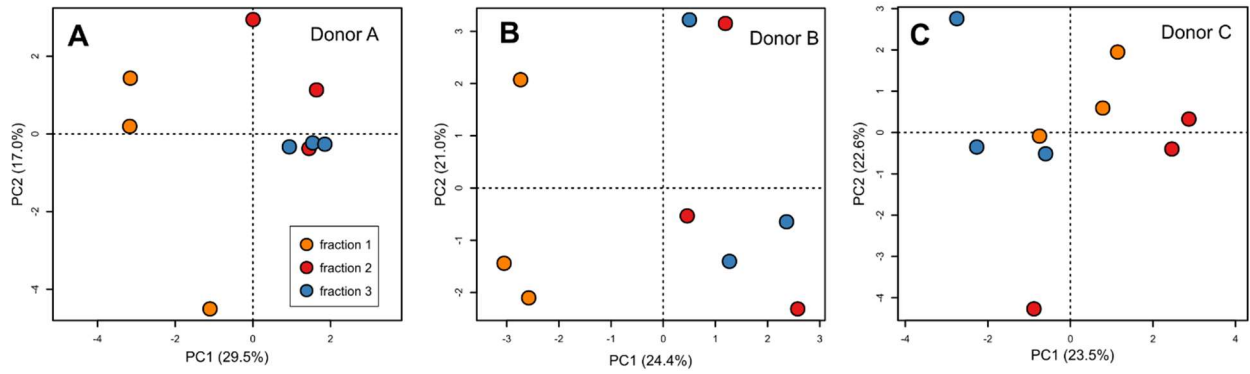 A
Donor A
2
0
-2
-4
PC2 (17.0%)
-4
-2
0
2
PC1 (29.5%)
fraction 1
fraction 2
fraction 3
B
Donor B
3
2
1
0
-1
-2
PC2 (21.0%)
-3
-2
-1
0
1
2
3
PC1 (24.4%)
C
Donor C
3
2
1
0
-1
-2
-3
-4
PC2 (22.6%)
-4
-2
0
2
4
PC1 (23.5%)